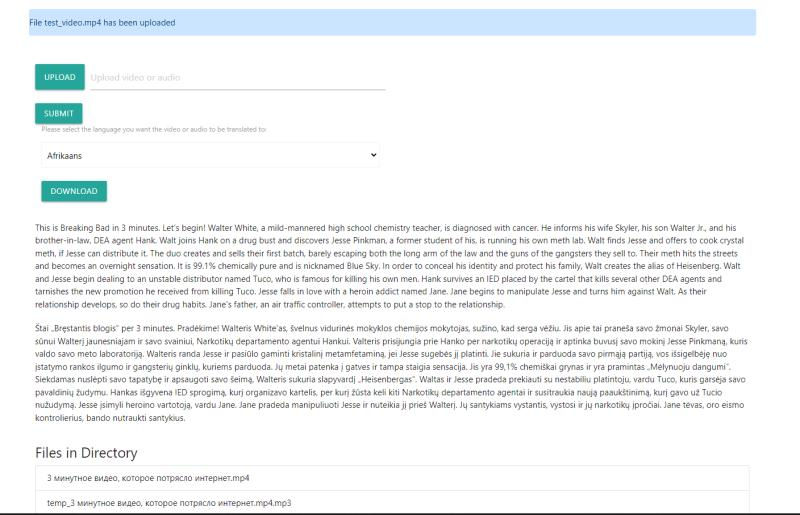 File test_video.mp4 has been uploaded
UPLOAD
Upload video or audio
SUBMIT
Please select the language you want the video or audio to be translated to:
Afrikaans
DOWNLOAD
This is Breaking Bad in 3 minutes. Let's begin! Walter White, a mild-mannered high school chemistry teacher, is diagnosed with cancer. He informs his wife Skyler, his son Walter Jr., and his
brother-in-law, DEA agent Hank. Walt joins Hank on a drug bust and discovers Jesse Pinkman, a former student of his, is running his own meth lab. Walt finds Jesse and offers to cook crystal
meth, if Jesse can distribute it. The duo creates and sells their first batch, barely escaping both the long arm of the law and the guns of the gangsters they sell to. Their meth hits the streets
and becomes an overnight sensation. It is 99.1% chemically pure and is nicknamed Blue Sky. In order to conceal his identity and protect his family, Walt creates the alias of Heisenberg. Walt
and Jesse begin dealing to an unstable distributor named Tuco, who is famous for killing his own men. Hank survives an IED placed by the cartel that kills several other DEA agents and
tarnishes the new promotion he received from killing Tuco. Jesse falls in love with a heroin addict named Jane. Jane begins to manipulate Jesse and turns him against Walt. As their
relationship develops, so do their drug habits. Jane's father, an air traffic controller, attempts to put a stop to the relationship.
Štai „Bręstantis blogis" per 3 minutes. Pradėkime! Walteris White'as, švelnus vidurinės mokyklos chemijos mokytojas, sužino, kad serga vėžiu. Jis apie tai praneša savo žmonai Skyler, savo
sūnui Walterį jaunesniajam ir savo svainiui, Narkotikų departamento agentui Hankui. Valteris prisijungia prie Hanko per narkotikų operaciją ir aptinka buvusį savo mokinį Jesse Pinkmaną, kuris
valdo savo meto laboratoriją. Walteris randa Jesse ir pasiūlo gaminti kristalinį metamfetaminą, jei Jesse sugebės jį platinti. Jie sukuria ir parduoda savo pirmąją partiją, vos išsigelbėję nuo
įstatymo rankos ilgumo ir gangsterių ginklų, kuriems parduoda. Jų metai patenka į gatves ir tampa staigia sensacija. Jis yra 99,1% chemiškai grynas ir yra pramintas „Mėlynuoju dangumi".
Siekdamas nuslėpti savo tapatybę ir apsaugoti savo šeimą, Walteris sukuria slapyvardį „Heisenbergas". Waltas ir Jesse pradeda prekiauti su nestabiliu platintoju, vardu Tuco, kuris garsėja savo
pavaldinių žudymu. Hankas išgyvena IED sprogimą, kurį organizavo kartelis, per kurį žūsta keli kiti Narkotikų departamento agentai ir susitraukia naują paaukštinimą, kurį gavo už Tucio
nužudymą. Jesse įsimyli heroino vartotoją, vardu Jane. Jane pradeda manipuliuoti Jesse ir nuteikia jį prieš Walterį. Jų santykiams vystantis, vystosi ir jų narkotikų įpročiai. Jane tėvas, oro eismo
kontrolierius, bando nutraukti santykius.
Files in Directory
3 минутное видео, которое потрясло интернет.mp4
temp_3 минутное видео, которое потрясло интернет.mp4.mp3